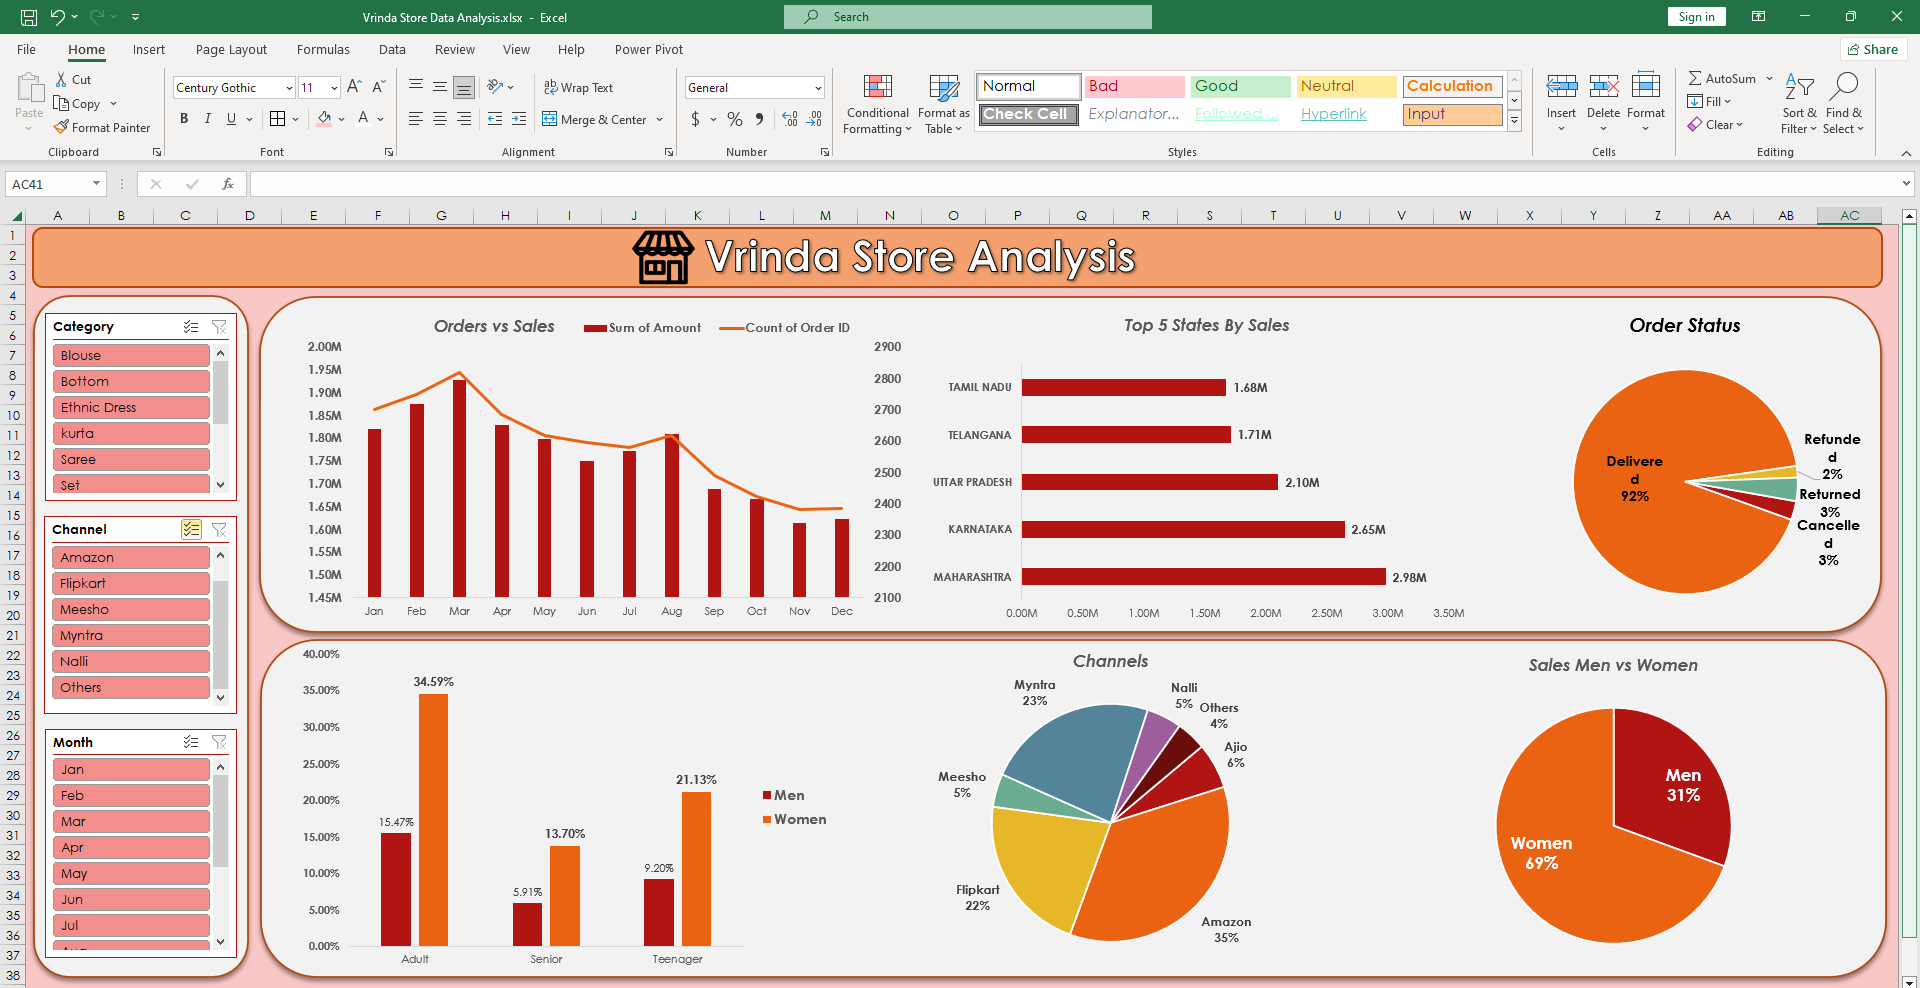 Vrinda Store Data Analysis.xlsx - Excel
Search
Sign in
File Home Insert Page Layout Formulas Data Review View Help Power Pivot
Share
Paste
Cut
Copy
Format Painter
Clipboard
Century Gothic 11
B I U
Font
Wrap Text
Merge & Center
Alignment
General
$ % 9
Number
Conditional Formatting
Format as Table
Normal Bad Good Neutral Calculation
Check Cell Explanator... Followed ... Hyperlink Input
Styles
Insert Delete Format
Cells
AutoSum
Fill
Clear
Sort & Filter
Find & Select
Editing
AC41
fx
A B C D E F G H I J K L M N O P Q R S T U V W X Y Z AA AB AC
1
2
3
4
5
6
7
8
9
10
11
12
13
14
15
16
17
18
19
20
21
22
23
24
25
26
27
28
29
30
31
32
33
34
35
36
37
38
Vrinda Store Analysis
Category
Blouse
Bottom
Ethnic Dress
kurta
Saree
Set
Channel
Amazon
Flipkart
Meesho
Myntra
Nalli
Others
Month
Jan
Feb
Mar
Apr
May
Jun
Jul
Orders vs Sales
Sum of Amount Count of Order ID
2.00M
1.95M
1.90M
1.85M
1.80M
1.75M
1.70M
1.65M
1.60M
1.55M
1.50M
1.45M
2900
2800
2700
2600
2500
2400
2300
2200
2100
Jan Feb Mar Apr May Jun Jul Aug Sep Oct Nov Dec
Top 5 States By Sales
TAMIL NADU 1.68M
TELANGANA 1.71M
UTTAR PRADESH 2.10M
KARNATAKA 2.65M
MAHARASHTRA 2.98M
0.00M 0.50M 1.00M 1.50M 2.00M 2.50M 3.00M 3.50M
Order Status
Delivere
d
92%
Refunde
d
2%
Returned
3%
Cancelle
d
3%
40.00%
35.00%
30.00%
25.00%
20.00%
15.00%
10.00%
5.00%
0.00%
34.59%
15.47%
13.70%
5.91%
21.13%
9.20%
Adult Senior Teenager
Men
Women
Channels
Myntra
23%
Nalli
5%
Others
4%
Ajio
6%
Meesho
5%
Flipkart
22%
Amazon
35%
Sales Men vs Women
Men
31%
Women
69%